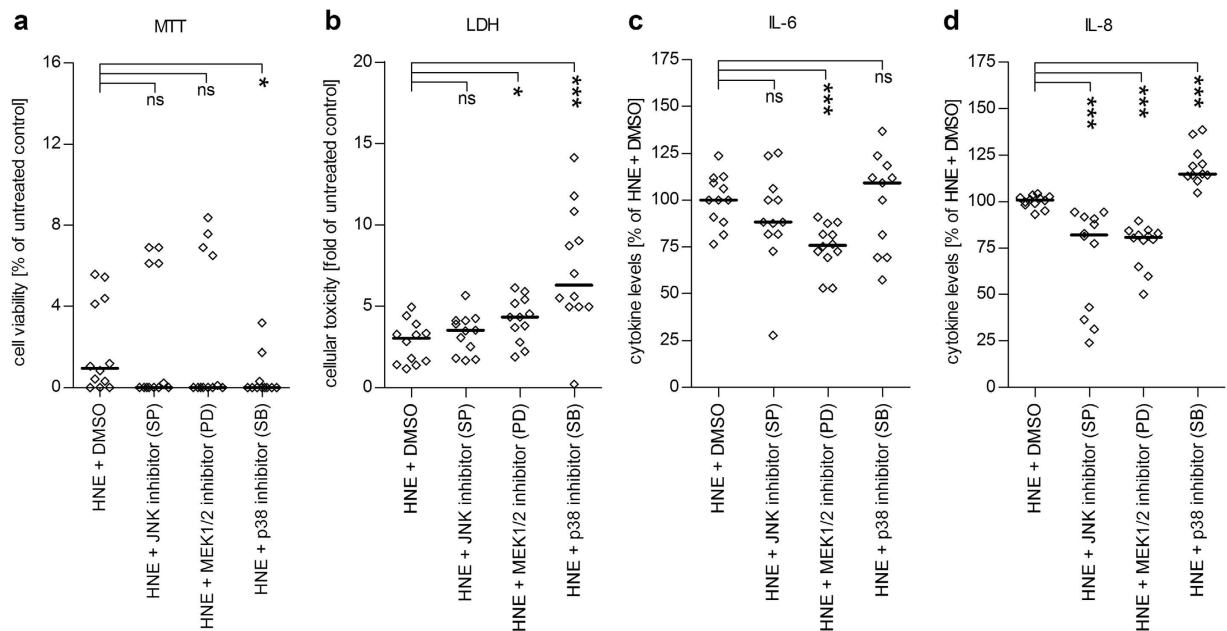 a
MTT
cell viability [% of untreated control]
16
12
8
4
0
ns
ns
*
HNE + DMSO
HNE + JNK inhibitor (SP)
HNE + MEK1/2 inhibitor (PD)
HNE + p38 inhibitor (SB)
b
LDH
cellular toxicity [fold of untreated control]
20
15
10
5
0
ns
*
***
HNE + DMSO
HNE + JNK inhibitor (SP)
HNE + MEK1/2 inhibitor (PD)
HNE + p38 inhibitor (SB)
c
IL-6
cytokine levels [% of HNE + DMSO]
175
150
125
100
75
50
25
0
ns
***
ns
HNE + DMSO
HNE + JNK inhibitor (SP)
HNE + MEK1/2 inhibitor (PD)
HNE + p38 inhibitor (SB)
d
IL-8
cytokine levels [% of HNE + DMSO]
175
150
125
100
75
50
25
0
***
***
***
HNE + DMSO
HNE + JNK inhibitor (SP)
HNE + MEK1/2 inhibitor (PD)
HNE + p38 inhibitor (SB)